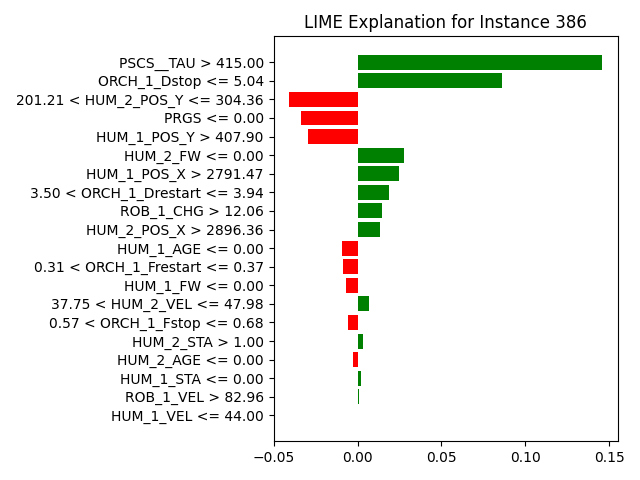 LIME Explanation for Instance 386
PSCS__TAU > 415.00
ORCH_1_Dstop <= 5.04
201.21 < HUM_2_POS_Y <= 304.36
PRGS <= 0.00
HUM_1_POS_Y > 407.90
HUM_2_FW <= 0.00
HUM_1_POS_X > 2791.47
3.50 < ORCH_1_Drestart <= 3.94
ROB_1_CHG > 12.06
HUM_2_POS_X > 2896.36
HUM_1_AGE <= 0.00
0.31 < ORCH_1_Frestart <= 0.37
HUM_1_FW <= 0.00
37.75 < HUM_2_VEL <= 47.98
0.57 < ORCH_1_Fstop <= 0.68
HUM_2_STA > 1.00
HUM_2_AGE <= 0.00
HUM_1_STA <= 0.00
ROB_1_VEL > 82.96
HUM_1_VEL <= 44.00
−0.05 0.00 0.05 0.10 0.15